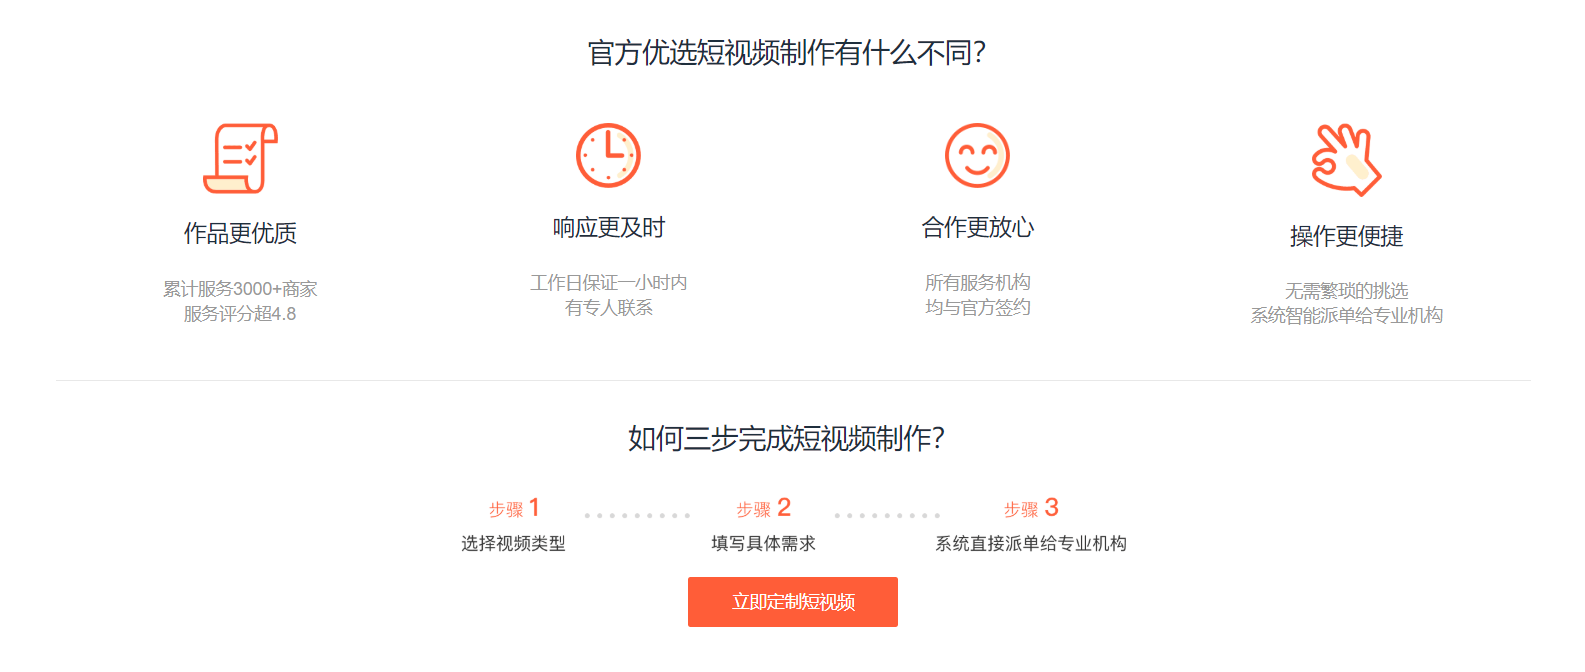 官方优选短视频制作有什么不同?
作品更优质
累计服务3000+商家
服务评分超4.8
响应更及时
工作日保证一小时内
有专人联系
合作更放心
所有服务机构
均与官方签约
操作更便捷
无需繁琐的挑选
系统智能派单给专业机构
如何三步完成短视频制作?
步骤 1
选择视频类型
步骤 2
填写具体需求
步骤 3
系统直接派单给专业机构
立即定制短视频